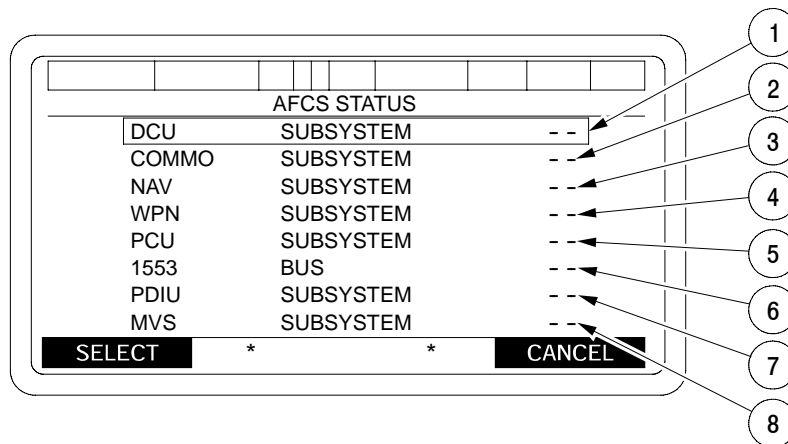 AFCS STATUS
DCU SUBSYSTEM - - 1
COMMO SUBSYSTEM - - 2
NAV SUBSYSTEM - - 3
WPN SUBSYSTEM - - 4
PCU SUBSYSTEM - - 5
1553 BUS - - 6
PDIU SUBSYSTEM - - 7
MVS SUBSYSTEM - - 8
SELECT * * CANCEL